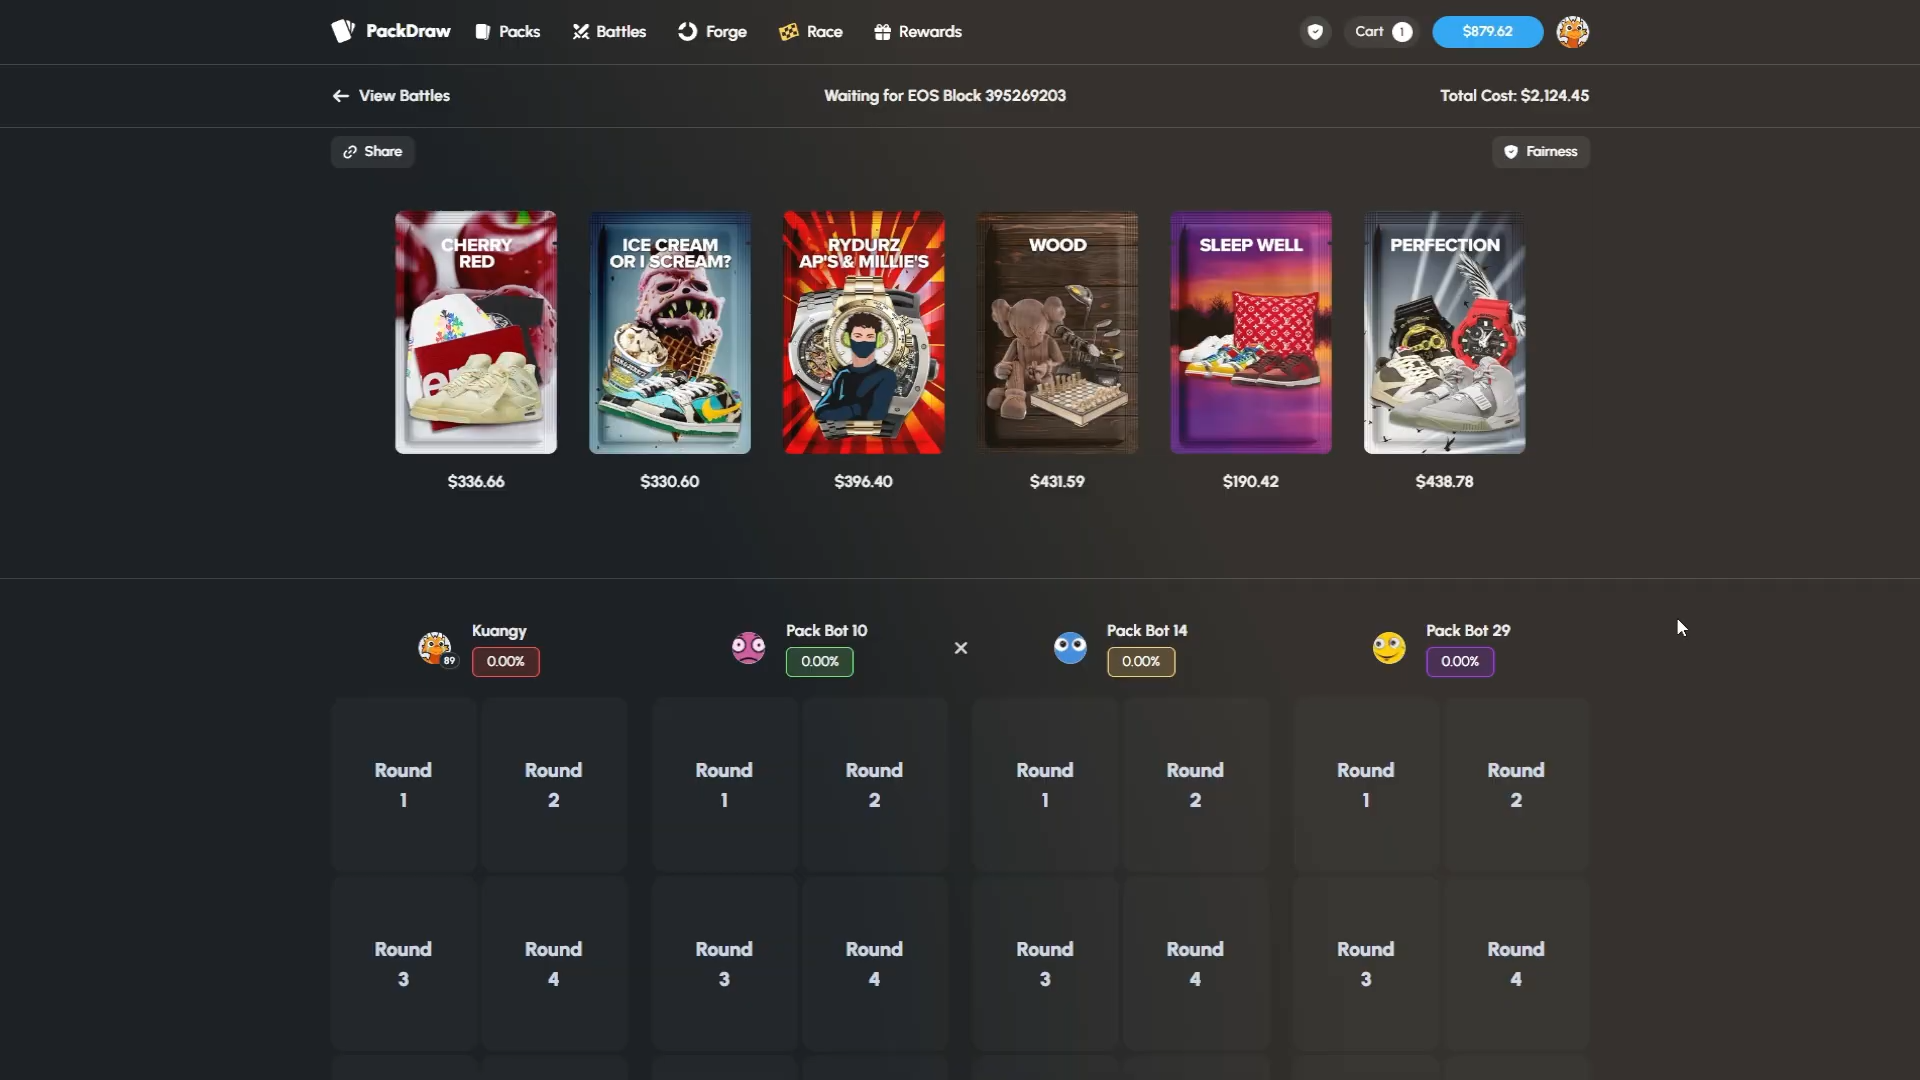 PackDraw
Packs
Battles
Forge
Race
Rewards
Cart 1
$879.62
View Battles
Waiting for EOS Block 395269203
Total Cost: $2,124.45
Share
Fairness
CHERRY
RED
ICE CREAM
OR I SCREAM?
RYDURZ
AP'S & MILLIE'S
WOOD
SLEEP WELL
PERFECTION
$336.66
$330.60
$396.40
$431.59
$190.42
$438.78
Kuangy
89
0.00%
Pack Bot 10
0.00%
Pack Bot 14
0.00%
Pack Bot 29
0.00%
Round
1
Round
2
Round
1
Round
2
Round
1
Round
2
Round
1
Round
2
Round
3
Round
4
Round
3
Round
4
Round
3
Round
4
Round
3
Round
4